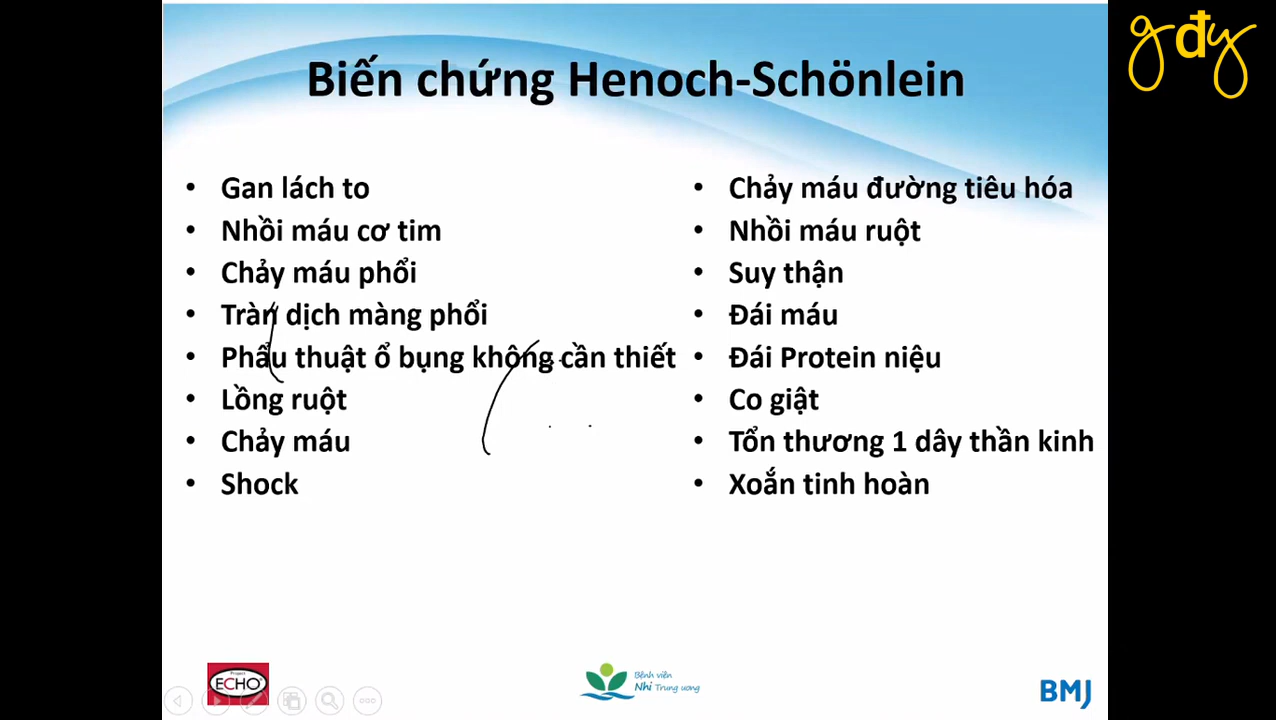 gđy
Biến chứng Henoch-Schönlein
• Gan lách to
• Nhồi máu cơ tim
• Chảy máu phổi
• Tràn dịch màng phổi
• Phẩu thuật ổ bụng không cần thiết
• Lồng ruột
• Chảy máu
• Shock
• Chảy máu đường tiêu hóa
• Nhồi máu ruột
• Suy thận
• Đái máu
• Đái Protein niệu
• Co giật
• Tổn thương 1 dây thần kinh
• Xoắn tinh hoàn
Project
ECHO
Bệnh viện
Nhi Trung ương
BMJ